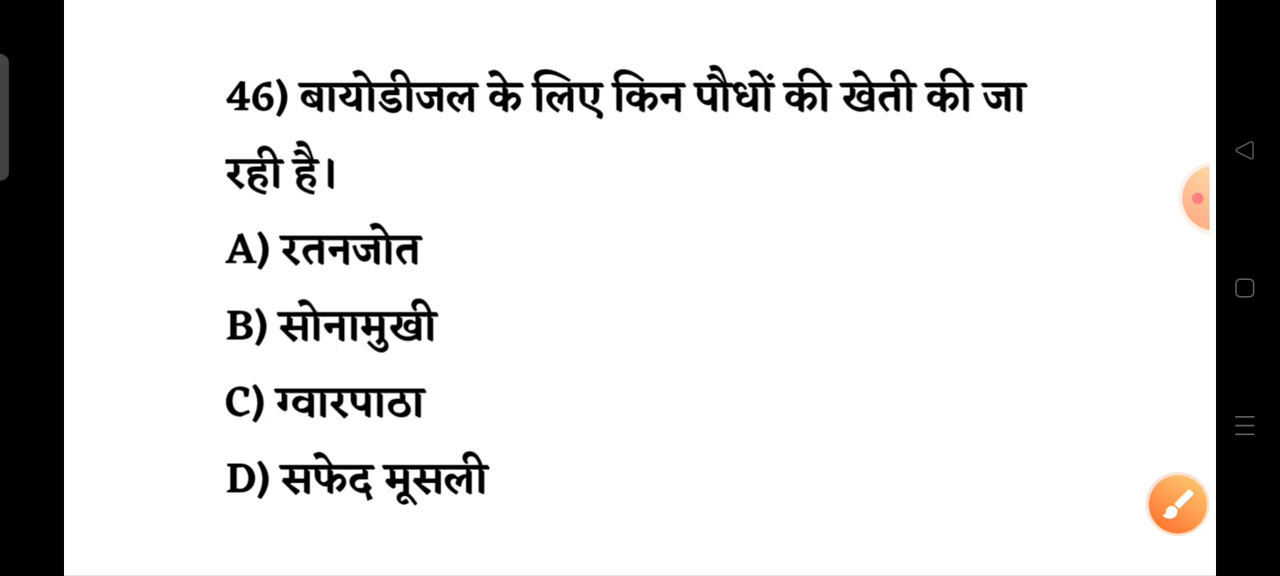 46) बायोडीजल के लिए किन पौधों की खेती की जा
रही है।
A) रतनजोत
B) सोनामुखी
C) ग्वारपाठा
D) सफेद मूसली